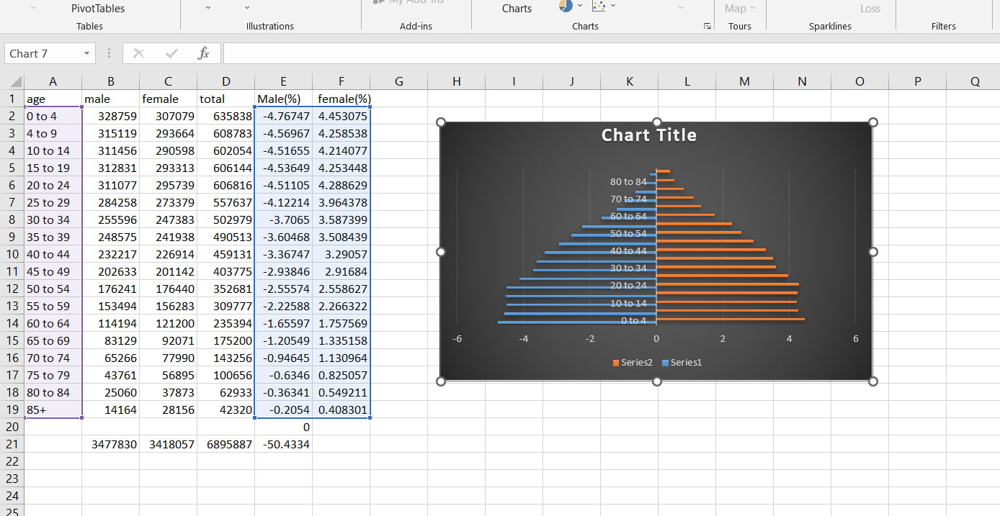 PivotTables
My Add-ins
Charts
Map
Loss
Tables
Illustrations
Add-ins
Charts
Tours
Sparklines
Filters
Chart 7
fx
A B C D E F G H I J K L M N O P Q
1 age male female total Male(%) female(%)
2 0 to 4 328759 307079 635838 -4.76747 4.453075
3 4 to 9 315119 293664 608783 -4.56967 4.258538
4 10 to 14 311456 290598 602054 -4.51655 4.214077
5 15 to 19 312831 293313 606144 -4.53649 4.253448
6 20 to 24 311077 295739 606816 -4.51105 4.288629
7 25 to 29 284258 273379 557637 -4.12214 3.964378
8 30 to 34 255596 247383 502979 -3.7065 3.587399
9 35 to 39 248575 241938 490513 -3.60468 3.508439
10 40 to 44 232217 226914 459131 -3.36747 3.29057
11 45 to 49 202633 201142 403775 -2.93846 2.91684
12 50 to 54 176241 176440 352681 -2.55574 2.558627
13 55 to 59 153494 156283 309777 -2.22588 2.266322
14 60 to 64 114194 121200 235394 -1.65597 1.757569
15 65 to 69 83129 92071 175200 -1.20549 1.335158
16 70 to 74 65266 77990 143256 -0.94645 1.130964
17 75 to 79 43761 56895 100656 -0.6346 0.825057
18 80 to 84 25060 37873 62933 -0.36341 0.549211
19 85+ 14164 28156 42320 -0.2054 0.408301
20 0
21 3477830 3418057 6895887 -50.4334
22
23
24
25
Chart Title
80 to 84
70 to 74
60 to 64
50 to 54
40 to 44
30 to 34
20 to 24
10 to 14
0 to 4
-6 -4 -2 0 2 4 6
Series2 Series1